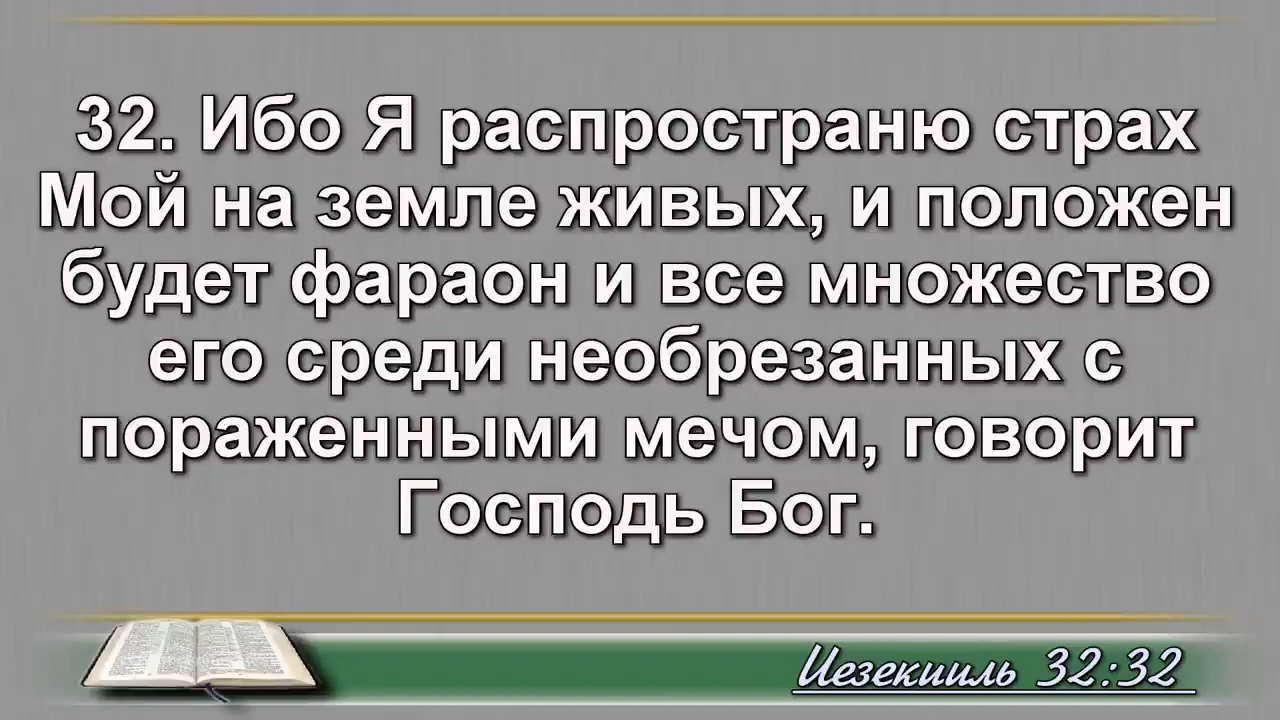 32. Ибо Я распространю страх
Мой на земле живых, и положен
будет фараон и все множество
его среди необрезанных с
пораженными мечом, говорит
Господь Бог.
Иезекииль 32:32